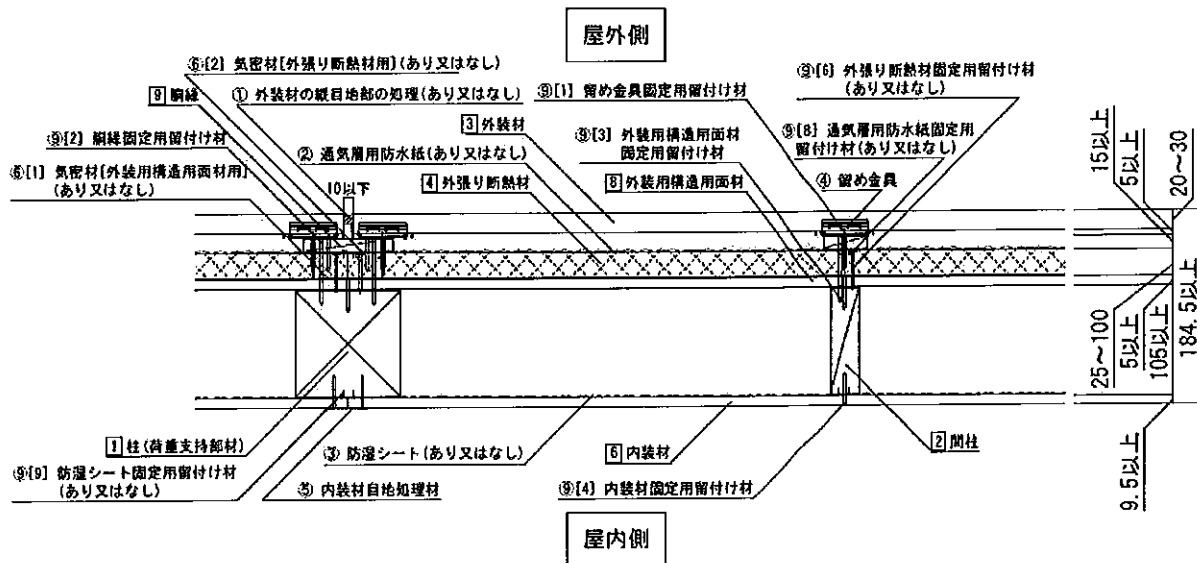 屋外側
⑥[2] 気密材[外張り断熱材用](あり又はなし)
9 胴縁
① 外装材の縦目地部の処理(あり又はなし)
⑨[2] 胴縁固定用留付け材
3 外装材
② 通気層用防水紙(あり又はなし)
⑥[1] 気密材[外装用構造用面材用]
(あり又はなし)
10以下
4 外張り断熱材
⑨[1] 留め金具固定用留付け材
⑨[3] 外装用構造用面材
固定用留付け材
8 外装用構造用面材
⑨[6] 外張り断熱材固定用留付け材
(あり又はなし)
⑨[8] 通気層用防水紙固定用
留付け材(あり又はなし)
④ 留め金具
15以上
5以上
20～30
25～100
5以上
105以上
184.5以上
9.5以上
1 柱(荷重支持部材)
⑨[9] 防湿シート固定用留付け材
(あり又はなし)
③ 防湿シート(あり又はなし)
⑤ 内装材目地処理材
6 内装材
⑨[4] 内装材固定用留付け材
2 間柱
屋内側